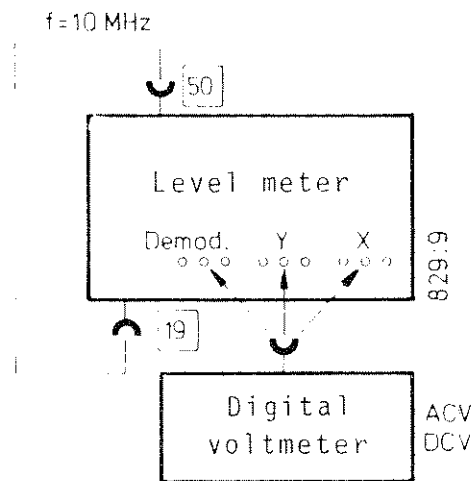 f=10 MHz
50
Level meter
Demod. Y X
829:9
19
Digital
voltmeter
ACV
DCV